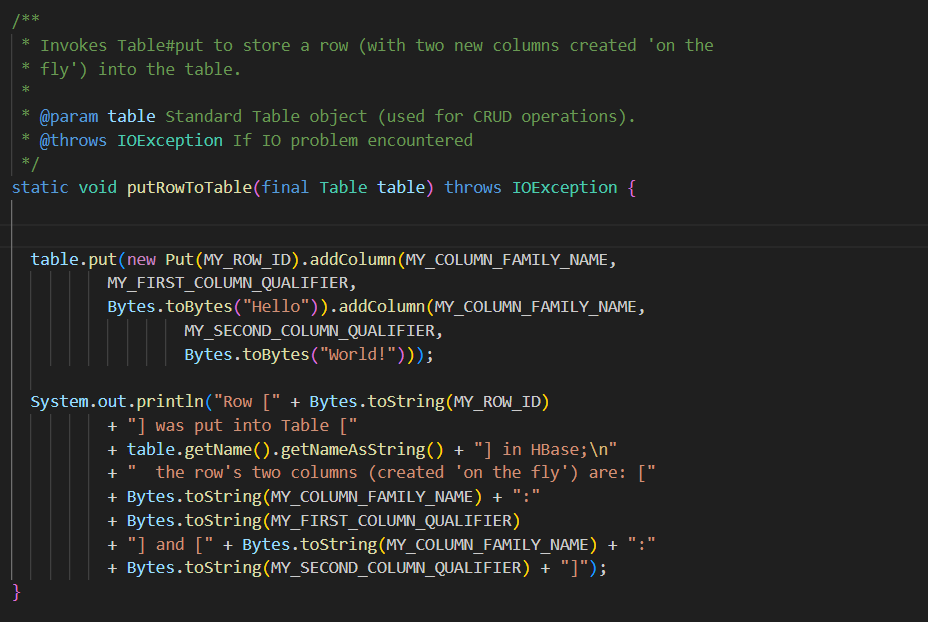 /**
 * Invokes Table#put to store a row (with two new columns created 'on the
 * fly') into the table.
 *
 * @param table Standard Table object (used for CRUD operations).
 * @throws IOException If IO problem encountered
 */
static void putRowToTable(final Table table) throws IOException {
  table.put(new Put(MY_ROW_ID).addColumn(MY_COLUMN_FAMILY_NAME,
          MY_FIRST_COLUMN_QUALIFIER,
          Bytes.toBytes("Hello")).addColumn(MY_COLUMN_FAMILY_NAME,
                  MY_SECOND_COLUMN_QUALIFIER,
                  Bytes.toBytes("World!")));
  System.out.println("Row [" + Bytes.toString(MY_ROW_ID)
          + "] was put into Table ["
          + table.getName().getNameAsString() + "] in HBase;\n"
          + "  the row's two columns (created 'on the fly') are: ["
          + Bytes.toString(MY_COLUMN_FAMILY_NAME) + ":"
          + Bytes.toString(MY_FIRST_COLUMN_QUALIFIER)
          + "] and [" + Bytes.toString(MY_COLUMN_FAMILY_NAME) + ":"
          + Bytes.toString(MY_SECOND_COLUMN_QUALIFIER) + "]");
}